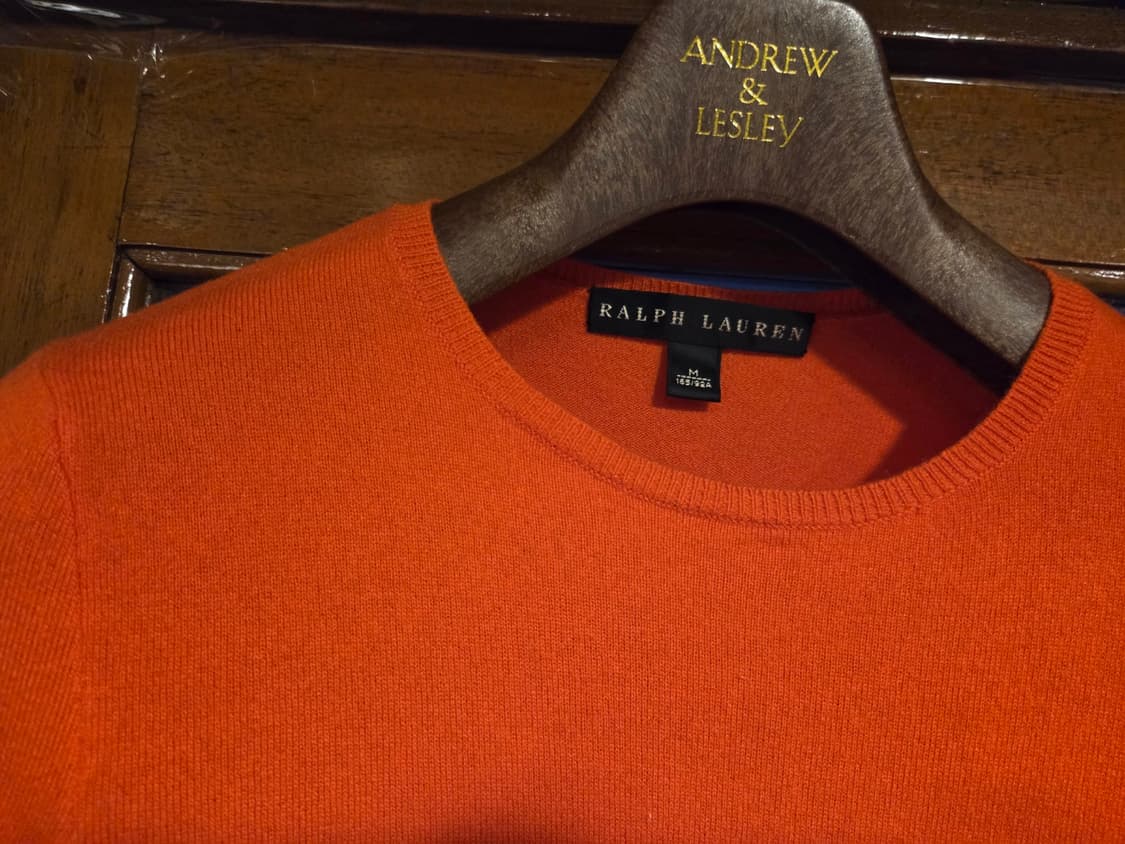 ANDREW
&
LESLEY
RALPH LAUREN
M
165/92A